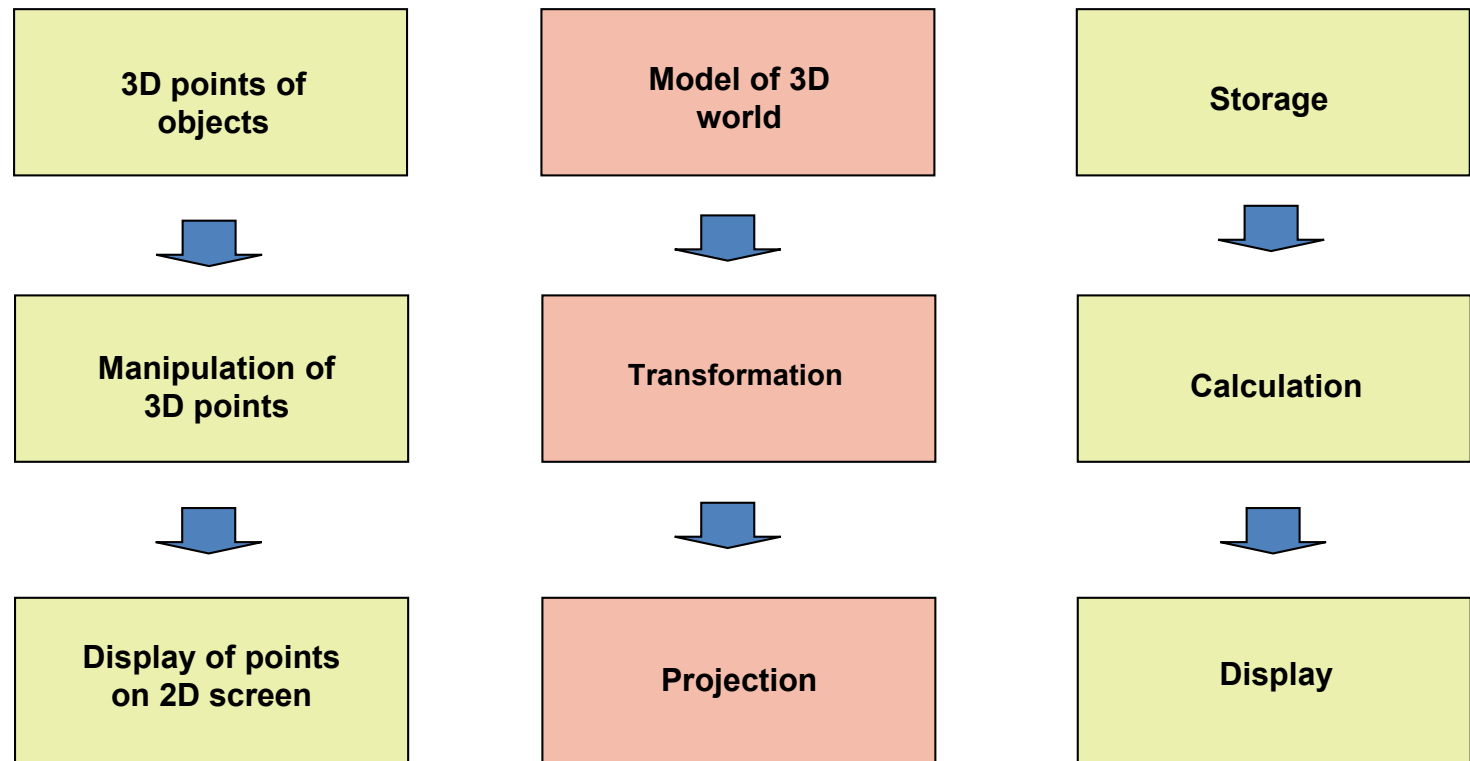 3D points of
objects
Model of 3D
world
Storage
Manipulation of
3D points
Transformation
Calculation
Display of points
on 2D screen
Projection
Display